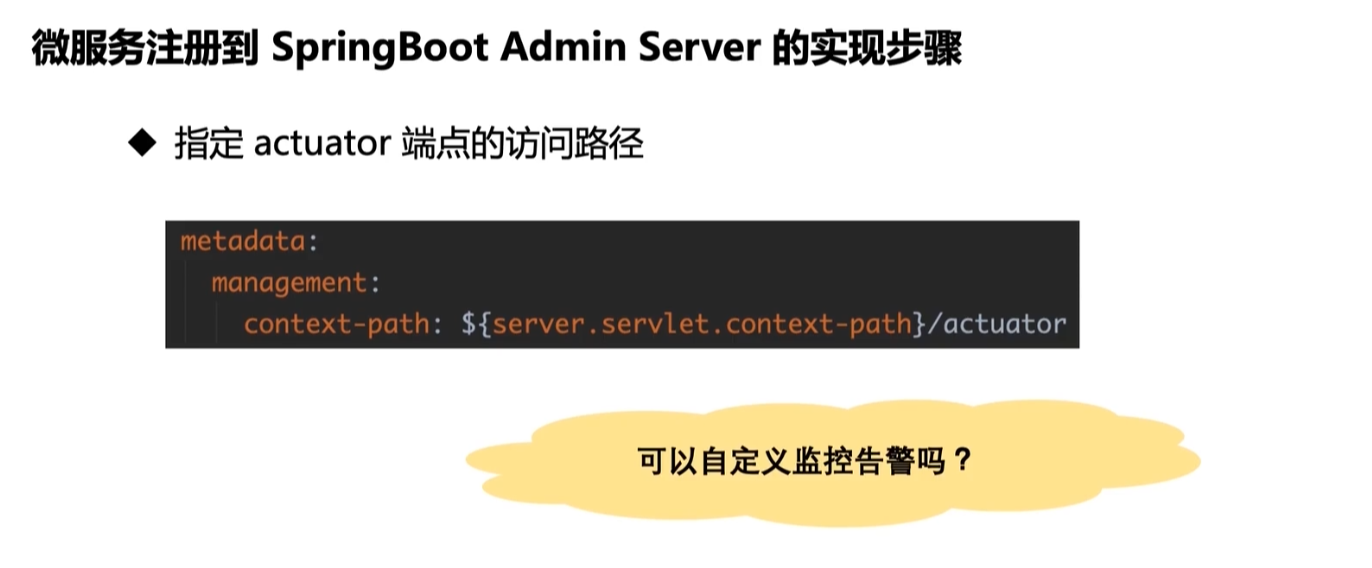 微服务注册到 SpringBoot Admin Server 的实现步骤
◆ 指定 actuator 端点的访问路径
metadata:
management:
context-path: ${server.servlet.context-path}/actuator
可以自定义监控告警吗？